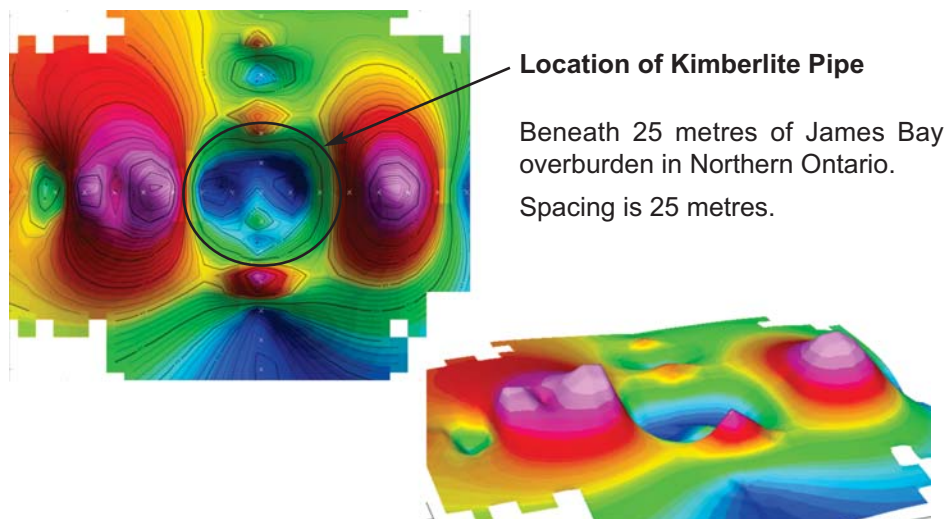 Location of Kimberlite Pipe
Beneath 25 metres of James Bay
overburden in Northern Ontario.
Spacing is 25 metres.